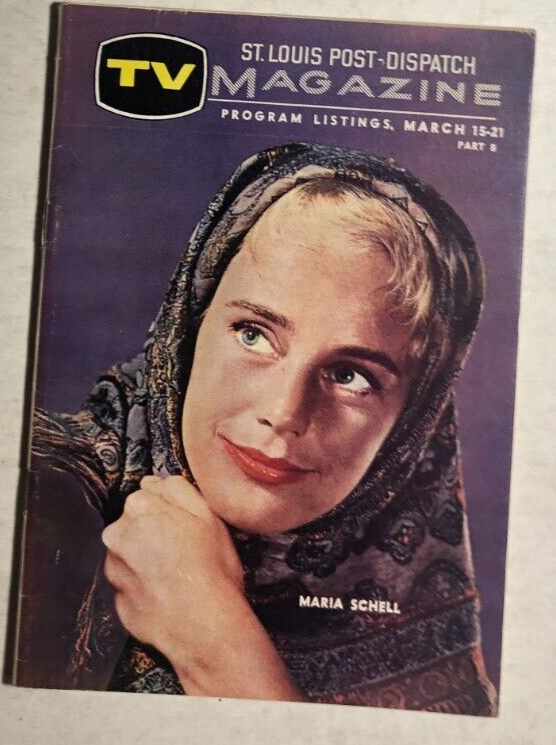 TV
ST. LOUIS POST-DISPATCH
MAGAZINE
PROGRAM LISTINGS, MARCH 15-21
PART 8
MARIA SCHELL